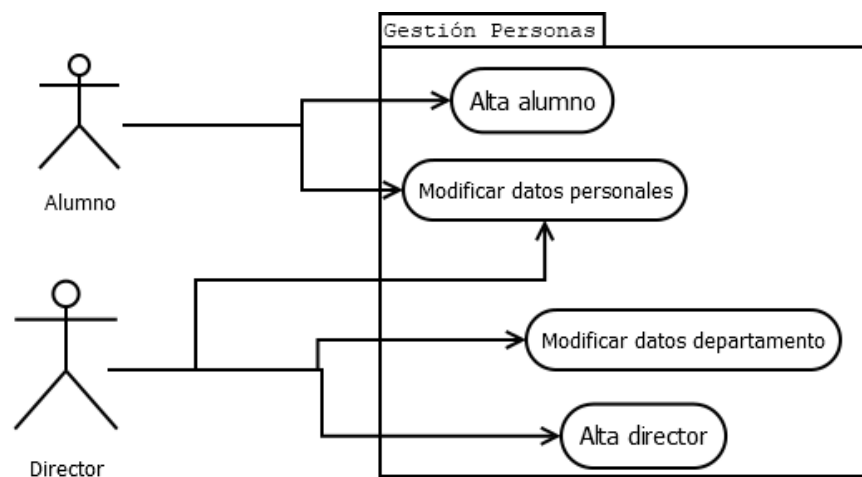 Gestión Personas
Alta alumno
Modificar datos personales
Alumno
Modificar datos departamento
Alta director
Director